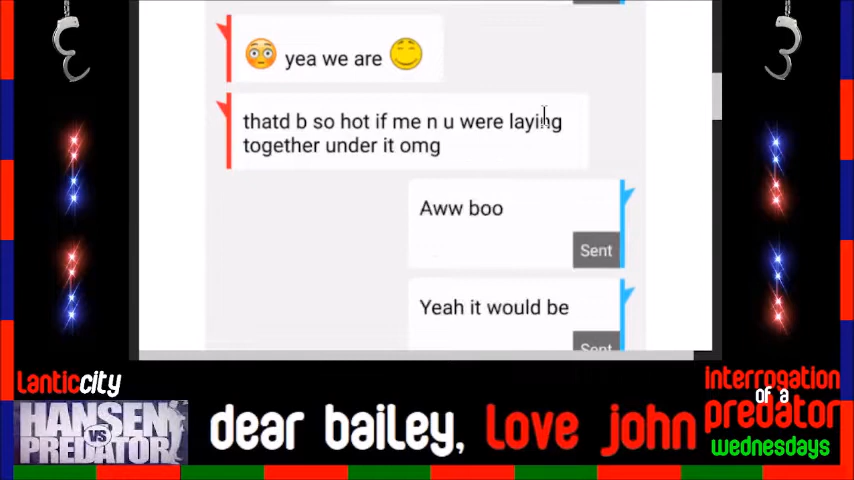 yea we are
thatd b so hot if me n u were laying
together under it omg
Aww boo
Sent
Yeah it would be
Sent
lanticcity
HANSEN
vs
PREDATOR
dear bailey, love john
interrogation
of a
predator
wednesdays